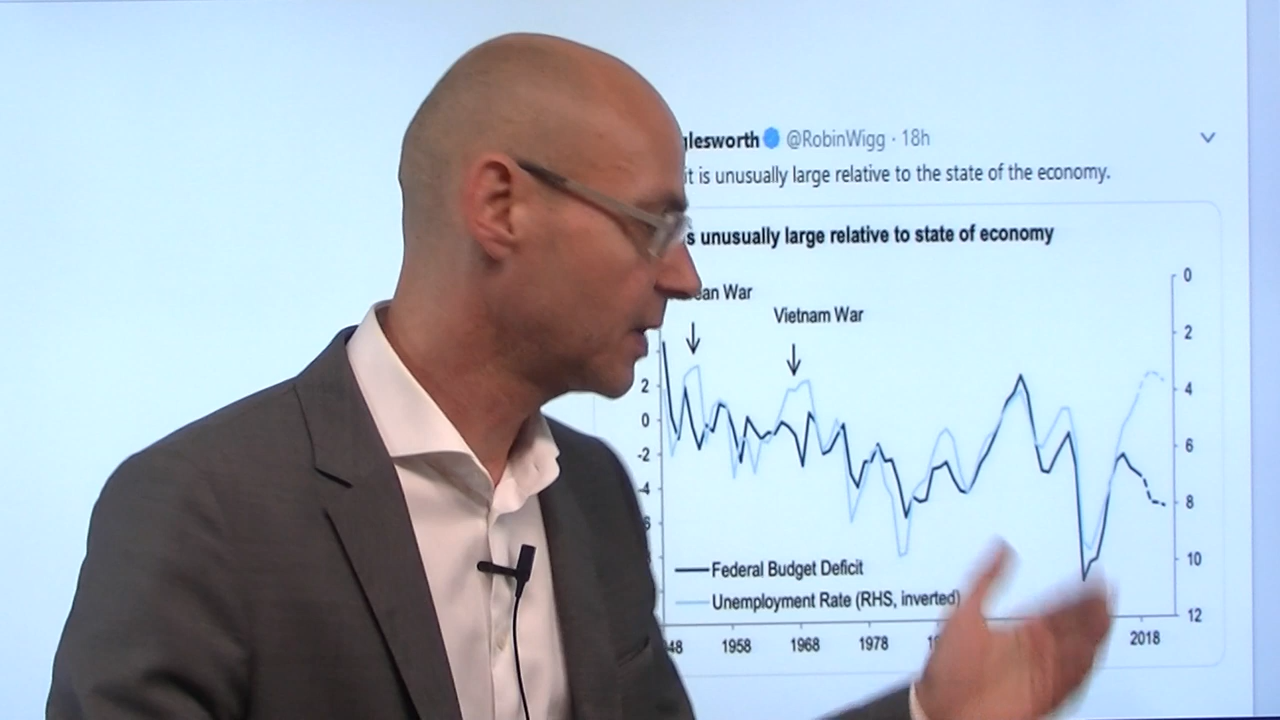 glesworth @RobinWigg · 18h
it is unusually large relative to the state of the economy.
s unusually large relative to state of economy
an War
Vietnam War
0
2
4
6
8
10
12
2
0
-2
-4
6
Federal Budget Deficit
Unemployment Rate (RHS, inverted)
48 1958 1968 1978 2018